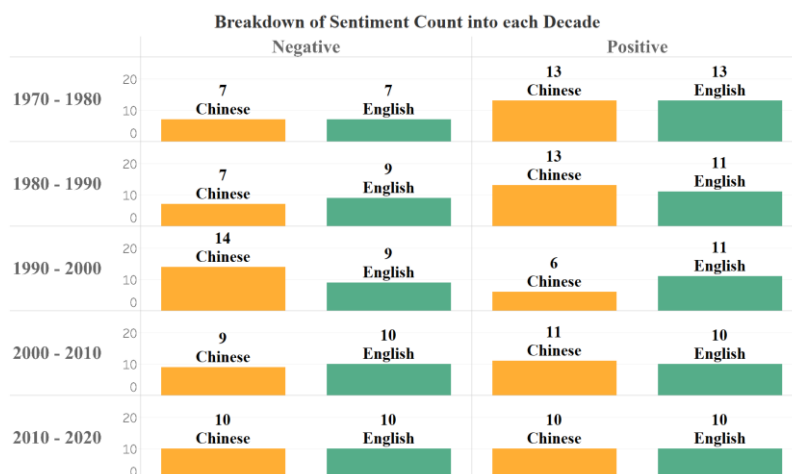 Breakdown of Sentiment Count into each Decade
Negative
Positive
1970 - 1980
20
10
0
7
Chinese
7
English
13
Chinese
13
English
1980 - 1990
20
10
0
7
Chinese
9
English
13
Chinese
11
English
1990 - 2000
20
10
0
14
Chinese
9
English
6
Chinese
11
English
2000 - 2010
20
10
0
9
Chinese
10
English
11
Chinese
10
English
2010 - 2020
20
10
0
10
Chinese
10
English
10
Chinese
10
English